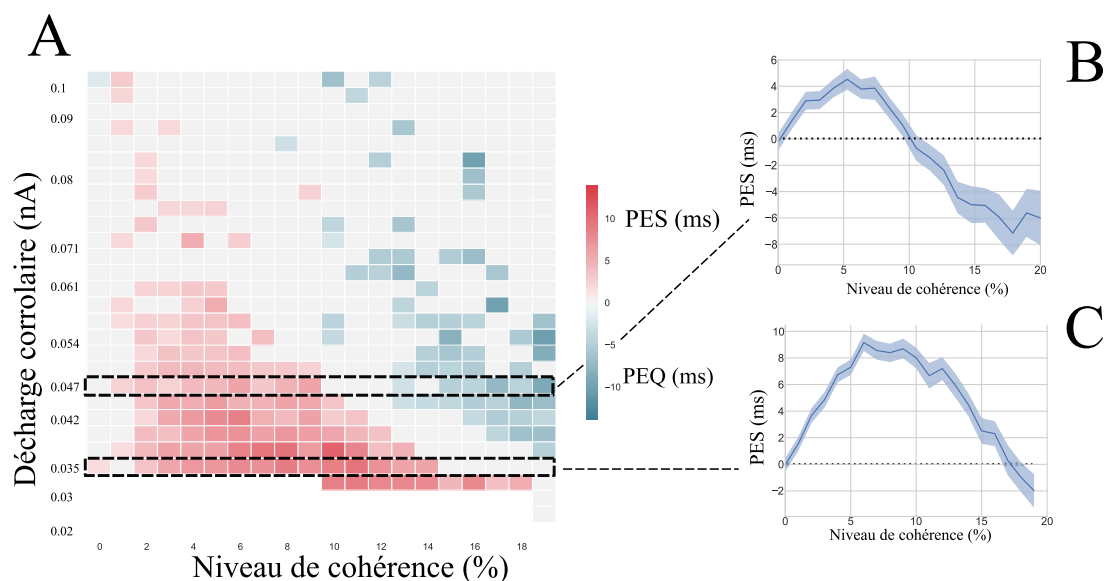 A
B
C
Décharge corrolaire (nA)
0.1
0.09
0.08
0.071
0.061
0.054
0.047
0.042
0.035
0.03
0.02
0 2 4 6 8 10 12 14 16 18
Niveau de cohérence (%)
10
5
0
−5
−10
PES (ms)
PEQ (ms)
PES (ms)
6
4
2
0
−2
−4
−6
−8
0 5 10 15 20
Niveau de cohérence (%)
PES (ms)
10
8
6
4
2
0
−2
0 5 10 15 20
Niveau de cohérence (%)